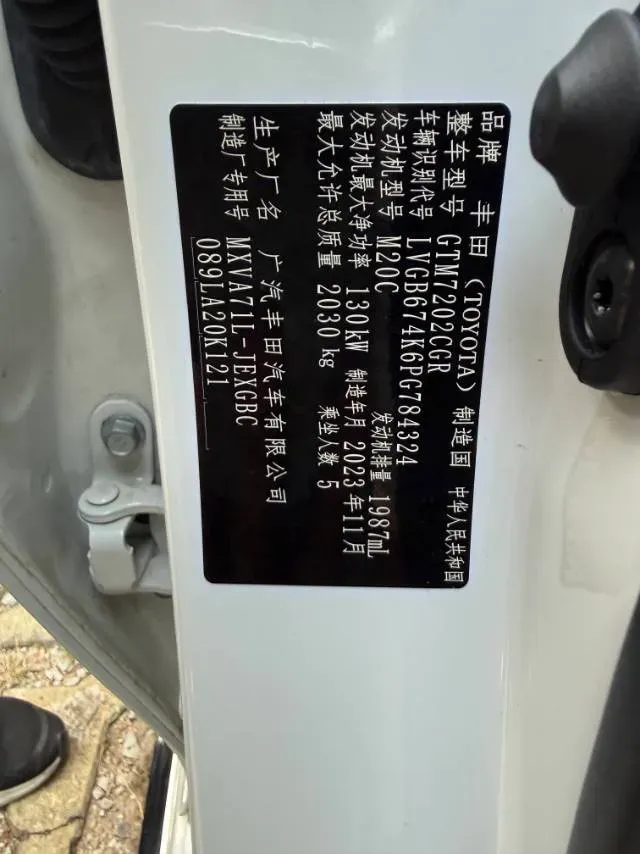 品牌 丰田（TOYOTA） 制造国 中华人民共和国
整车型号 GTM7202CGR
车辆识别代号 LVGB674K6PG784324
发动机型号 M20C 发动机排量 1987mL
发动机最大净功率 130kW 制造年月 2023年11月
最大允许总质量 2030 kg 乘坐人数 5
生产厂名 广汽丰田汽车有限公司
制造厂专用号 MXVA71L-JEXGBC
089LA20K121